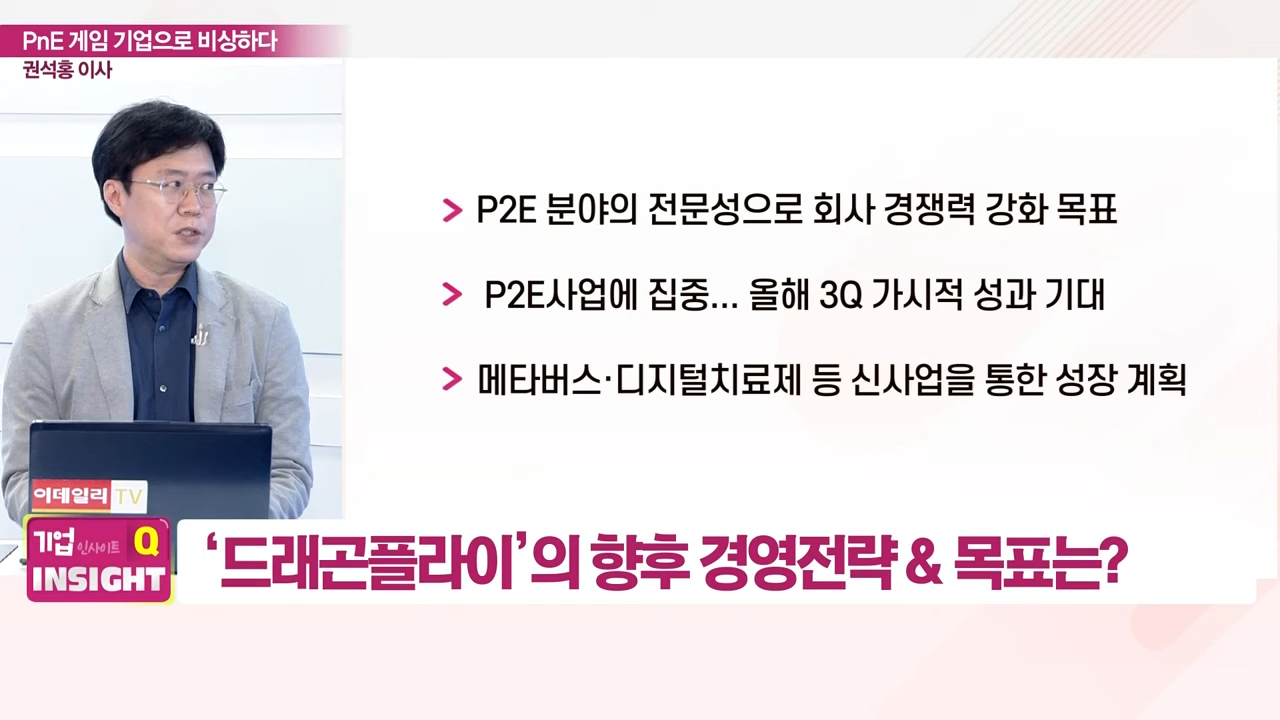 PnE 게임 기업으로 비상하다
권석홍 이사
> P2E 분야의 전문성으로 회사 경쟁력 강화 목표
> P2E사업에 집중... 올해 3Q 가시적 성과 기대
> 메타버스·디지털치료제 등 신사업을 통한 성장 계획
이데일리 TV
기업 인사이트 Q
INSIGHT
‘드래곤플라이’의 향후 경영전략 & 목표는?